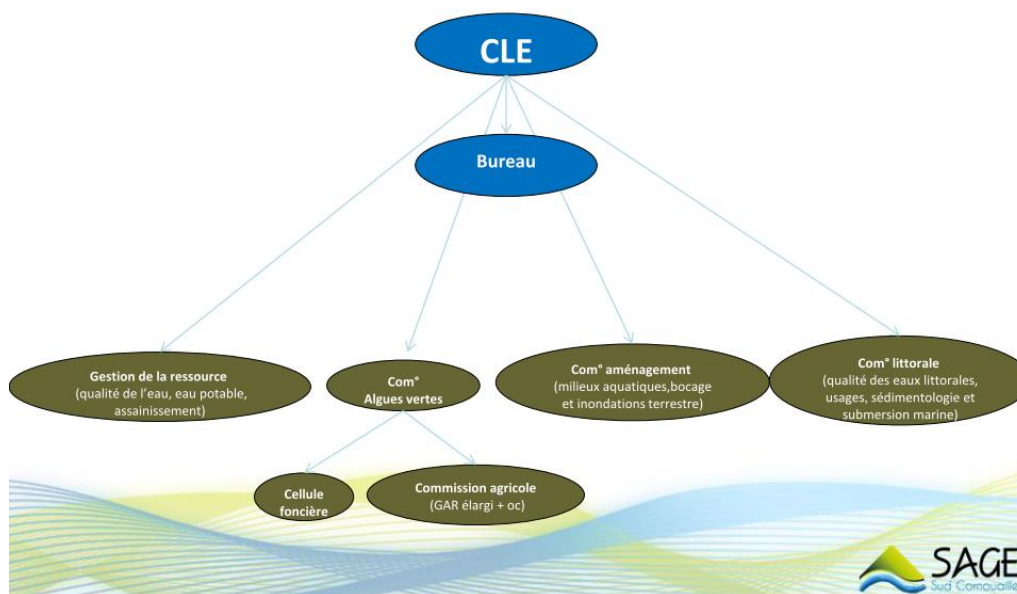 CLE
Bureau
Gestion de la ressource
(qualité de l'eau, eau potable,
assainissement)
Com°
Algues vertes
Com° aménagement
(milieux aquatiques,bocage
et inondations terrestre)
Com° littorale
(qualité des eaux littorales,
usages, sédimentologie et
submersion marine)
Cellule
foncière
Commission agricole
(GAR élargi + oc)
SAGE
Sud Cornouaille